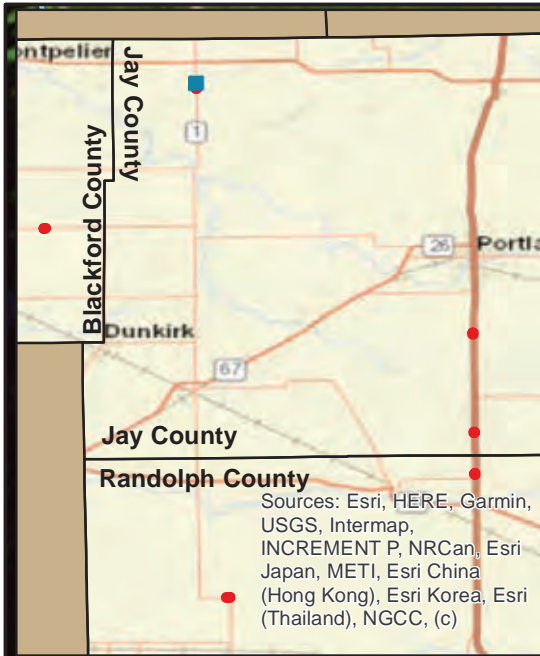 ontpelier
Jay County
1
Blackford County
26
Portla
Dunkirk
67
Jay County
Randolph County
Sources: Esri, HERE, Garmin,
USGS, Intermap,
INCREMENT P, NRCan, Esri
Japan, METI, Esri China
(Hong Kong), Esri Korea, Esri
(Thailand), NGCC, (c)